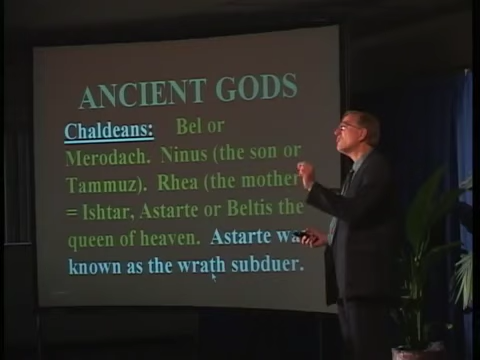 ANCIENT GODS
Chaldeans: Bel or
Merodach. Ninus (the son or
Tammuz). Rhea (the mother
= Ishtar, Astarte or Beltis the
queen of heaven. Astarte wa
known as the wrath subduer.